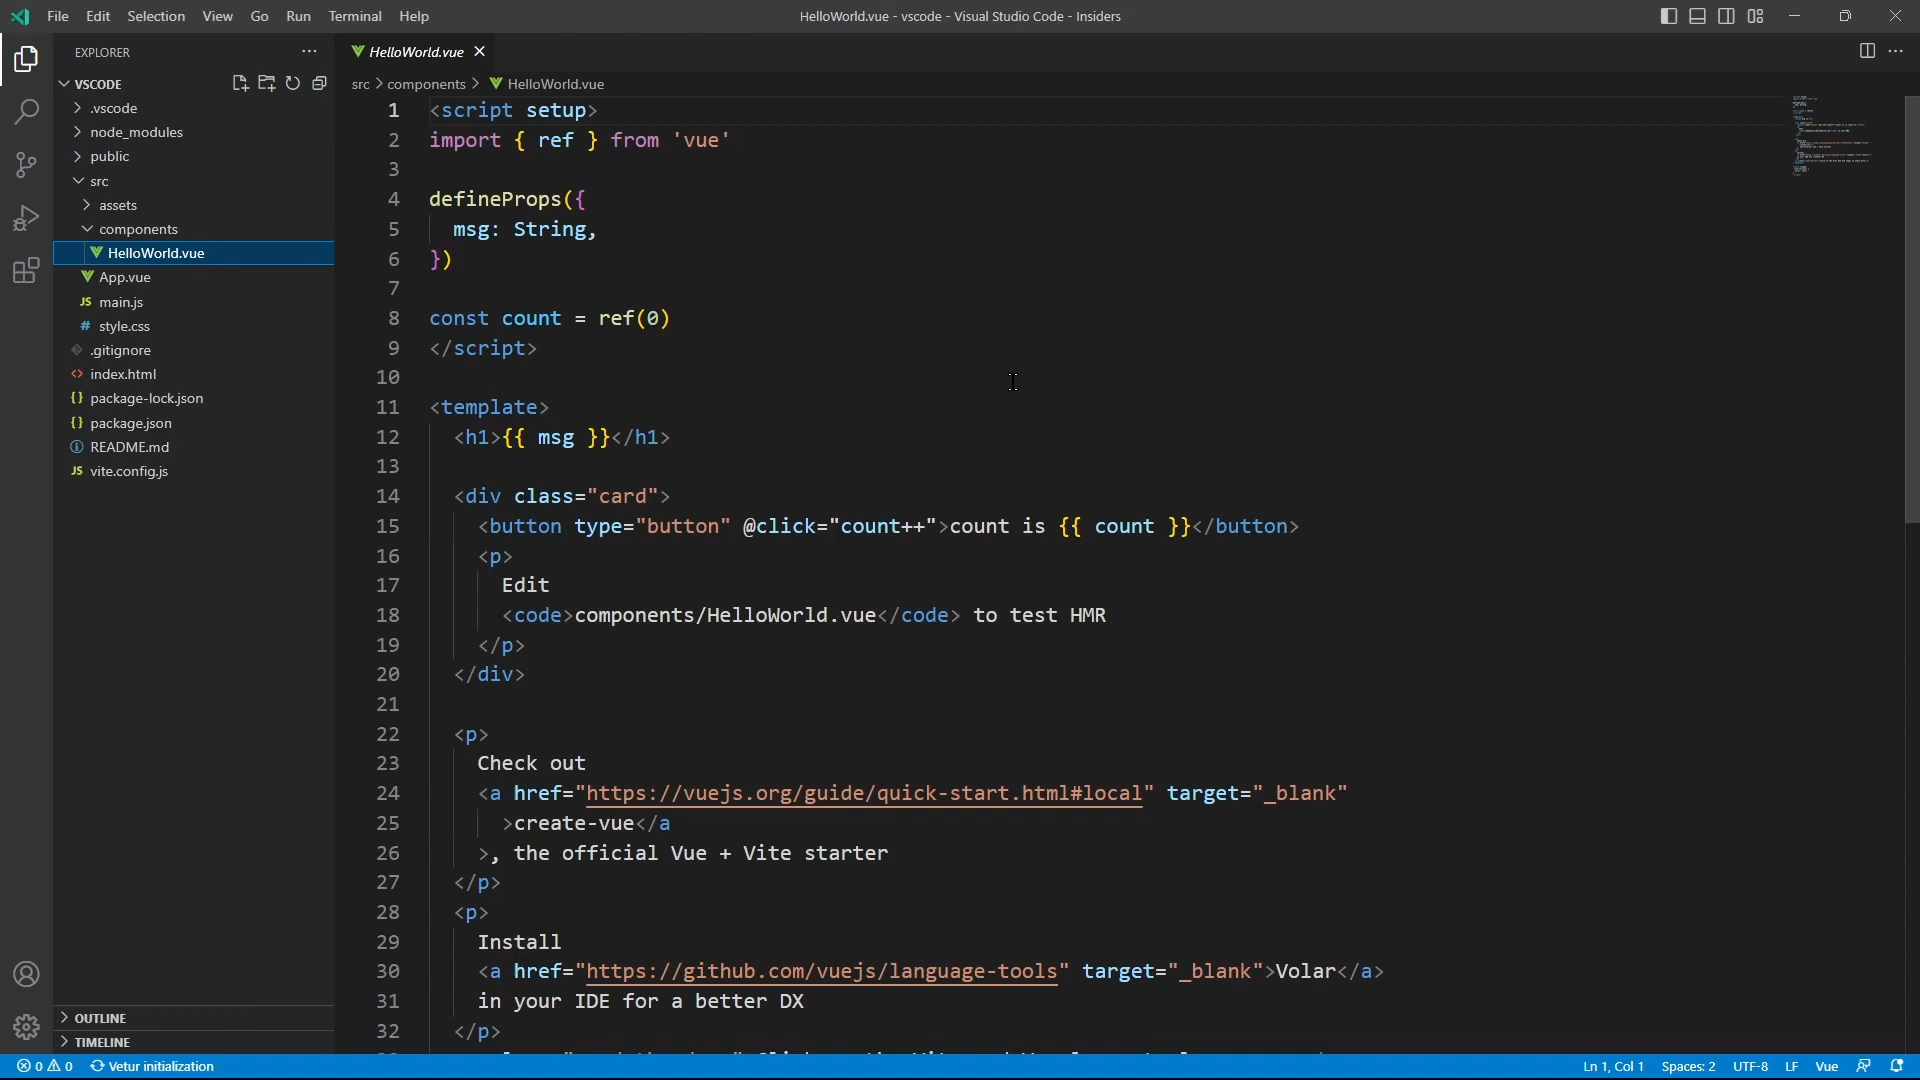 File Edit Selection View Go Run Terminal Help
HelloWorld.vue - vscode - Visual Studio Code - Insiders
EXPLORER
VSCODE
.vscode
node_modules
public
src
assets
components
HelloWorld.vue
App.vue
JS main.js
# style.css
.gitignore
<> index.html
{} package-lock.json
{} package.json
README.md
JS vite.config.js
OUTLINE
TIMELINE
HelloWorld.vue
src > components > HelloWorld.vue
1 <script setup>
2 import { ref } from 'vue'
3
4 defineProps({
5 msg: String,
6 })
7
8 const count = ref(0)
9 </script>
10
11 <template>
12 <h1>{{ msg }}</h1>
13
14 <div class="card">
15 <button type="button" @click="count++">count is {{ count }}</button>
16 <p>
17 Edit
18 <code>components/HelloWorld.vue</code> to test HMR
19 </p>
20 </div>
21
22 <p>
23 Check out
24 <a href="https://vuejs.org/guide/quick-start.html#local" target="_blank"
25 >create-vue</a
26 >, the official Vue + Vite starter
27 </p>
28 <p>
29 Install
30 <a href="https://github.com/vuejs/language-tools" target="_blank">Volar</a>
31 in your IDE for a better DX
32 </p>
0 0 Vetur initialization
Ln 1, Col 1 Spaces: 2 UTF-8 LF Vue